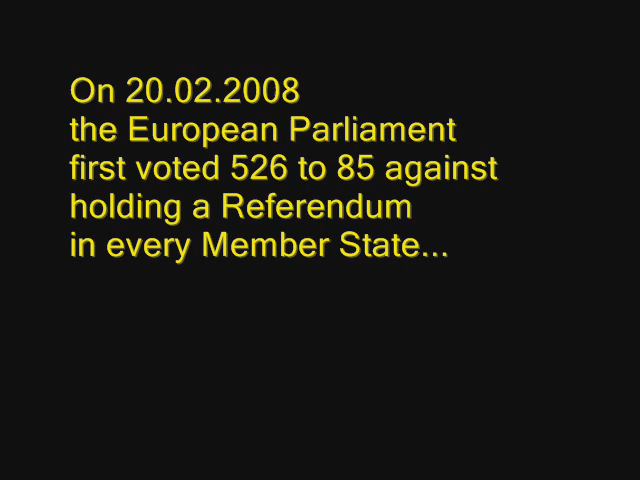 On 20.02.2008
the European Parliament
first voted 526 to 85 against
holding a Referendum
in every Member State...